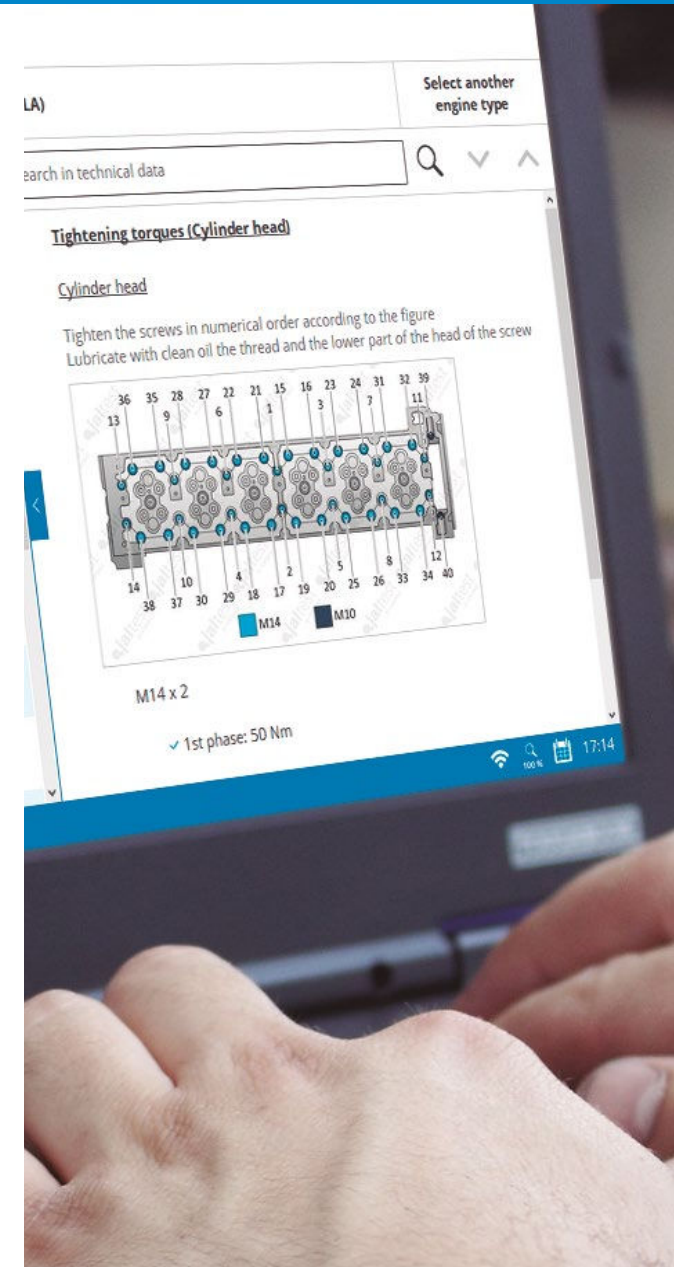 LA)
Select another
engine type
earch in technical data
Tightening torques (Cylinder head)
Cylinder head
Tighten the screws in numerical order according to the figure
Lubricate with clean oil the thread and the lower part of the head of the screw
36 35 28 27 22 21 15 16 23 24 31 32 39
13 9 6 1 3 7 11
14 10 4 2 5 8 12
38 37 30 29 18 17 19 20 25 26 33 34 40
M14 M10
M14 x 2
✓ 1st phase: 50 Nm
100 % 17:14